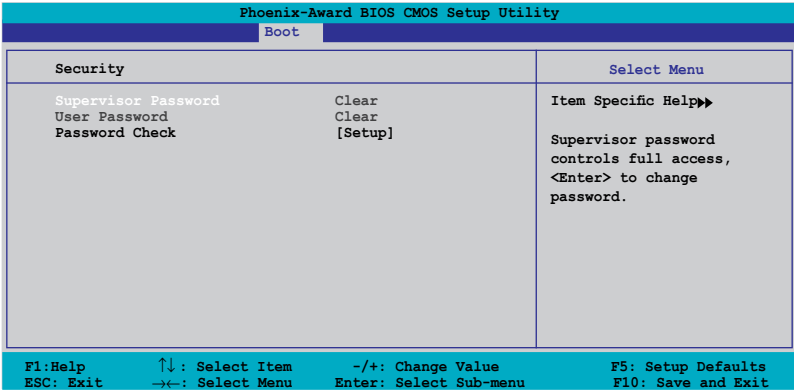 Phoenix-Award BIOS CMOS Setup Utility
Boot
Security
Select Menu
Supervisor Password Clear
User Password Clear
Password Check [Setup]
Item Specific Help▶▶
Supervisor password
controls full access,
<Enter> to change
password.
F1:Help ↑↓: Select Item -/+: Change Value F5: Setup Defaults
ESC: Exit →←: Select Menu Enter: Select Sub-menu F10: Save and Exit